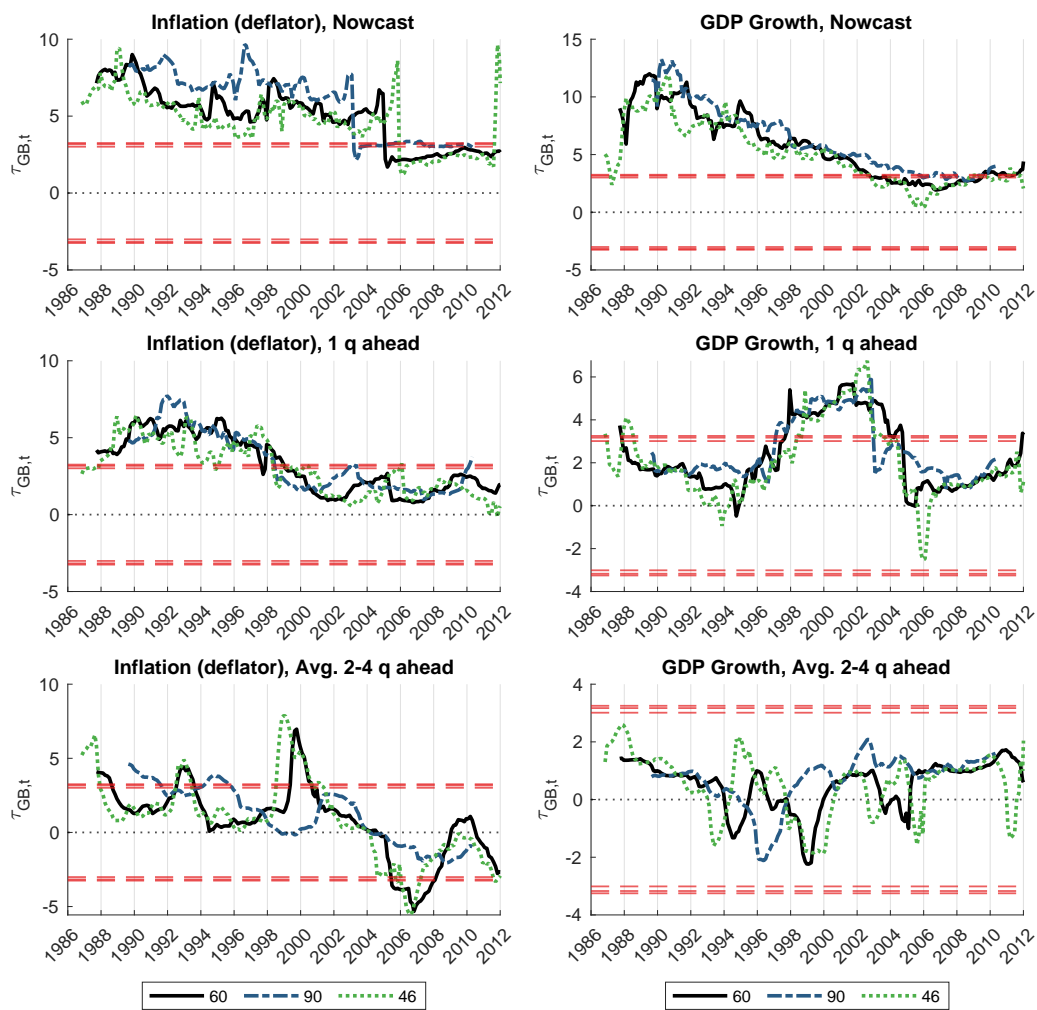 Inflation (deflator), Nowcast
10
5
0
-5
τGB,t
1986 1988 1990 1992 1994 1996 1998 2000 2002 2004 2006 2008 2010 2012
GDP Growth, Nowcast
15
10
5
0
-5
τGB,t
1986 1988 1990 1992 1994 1996 1998 2000 2002 2004 2006 2008 2010 2012
Inflation (deflator), 1 q ahead
10
5
0
-5
τGB,t
1986 1988 1990 1992 1994 1996 1998 2000 2002 2004 2006 2008 2010 2012
GDP Growth, 1 q ahead
6
4
2
0
-2
-4
τGB,t
1986 1988 1990 1992 1994 1996 1998 2000 2002 2004 2006 2008 2010 2012
Inflation (deflator), Avg. 2-4 q ahead
10
5
0
-5
τGB,t
1986 1988 1990 1992 1994 1996 1998 2000 2002 2004 2006 2008 2010 2012
GDP Growth, Avg. 2-4 q ahead
4
2
0
-2
-4
τGB,t
1986 1988 1990 1992 1994 1996 1998 2000 2002 2004 2006 2008 2010 2012
60 90 46
60 90 46